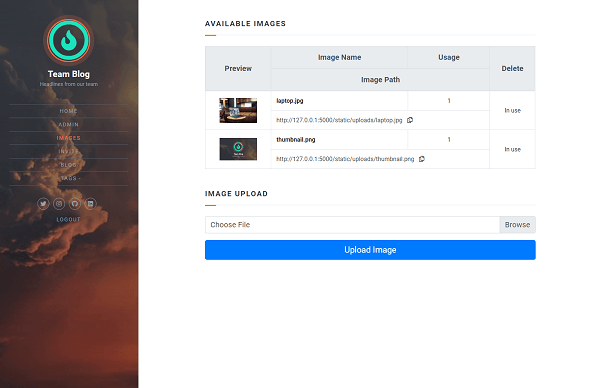 Team Blog
Headlines from our team
HOME
ADMIN
IMAGES
INVITE
BLOG
TAGS
LOGOUT
AVAILABLE IMAGES
Preview
Image Name
Usage
Delete
Image Path
laptop.jpg
1
In use
http://127.0.0.1:5000/static/uploads/laptop.jpg
thumbnail.png
1
In use
http://127.0.0.1:5000/static/uploads/thumbnail.png
IMAGE UPLOAD
Choose File
Browse
Upload Image